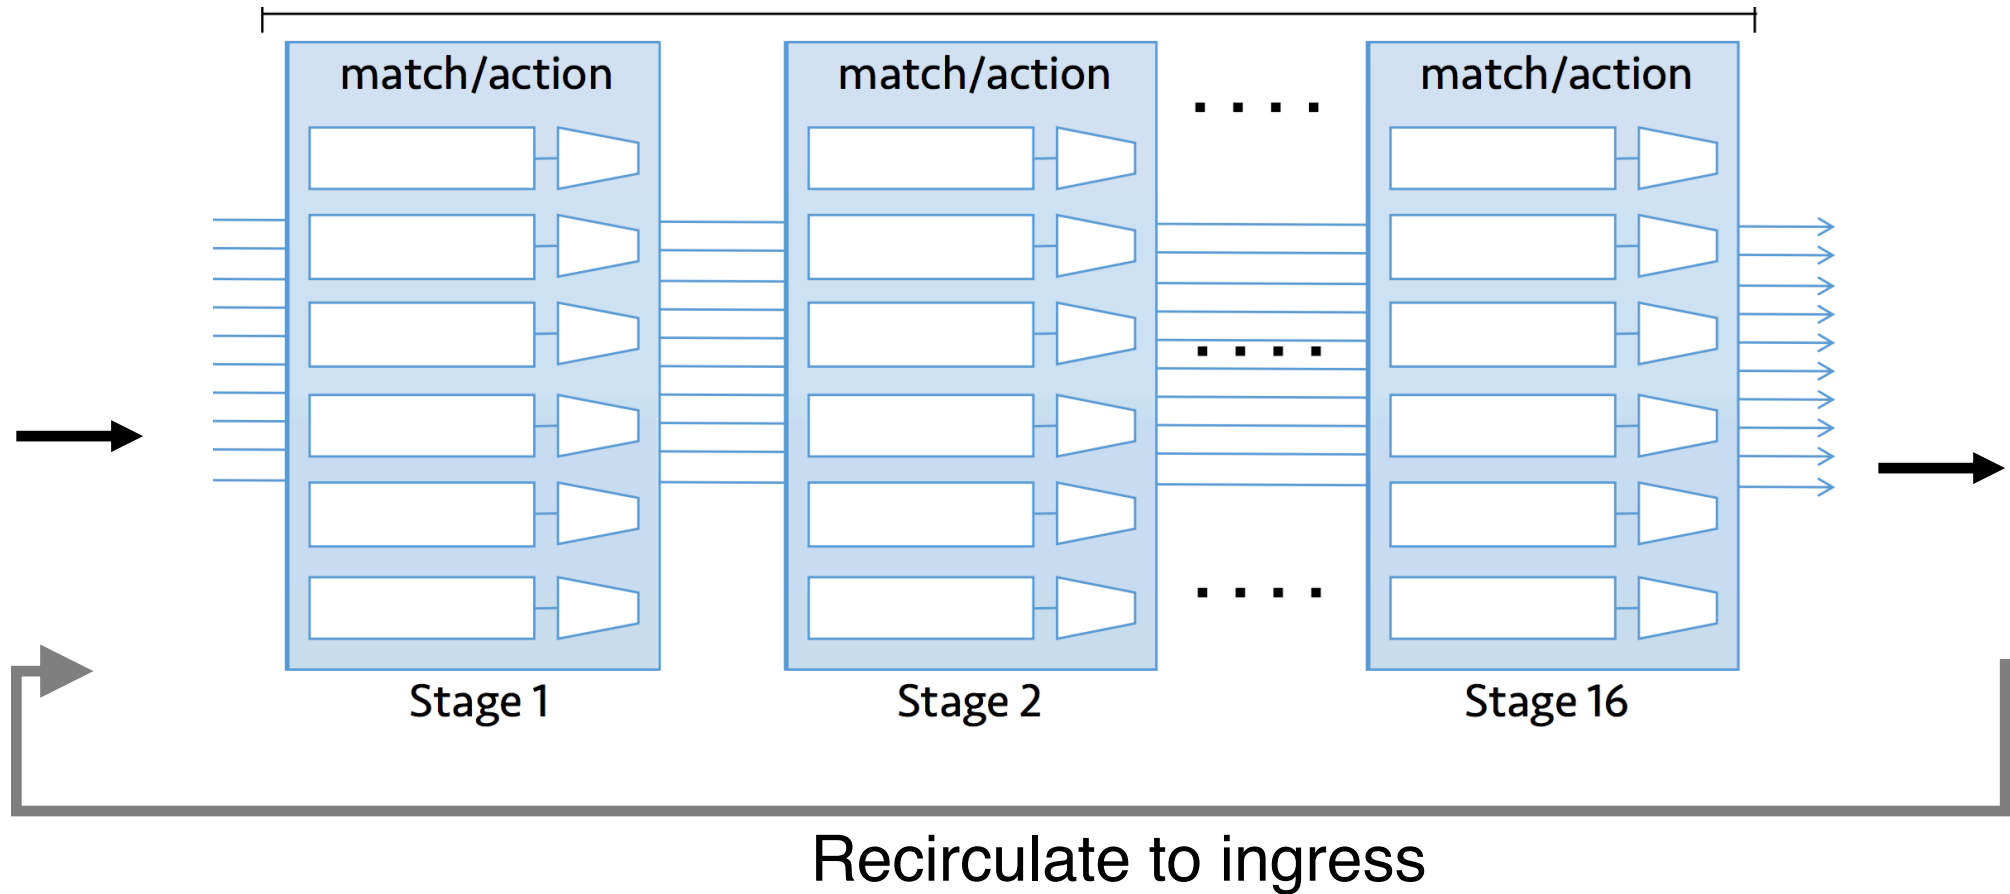 match/action
match/action
match/action
Stage 1
Stage 2
Stage 16
Recirculate to ingress